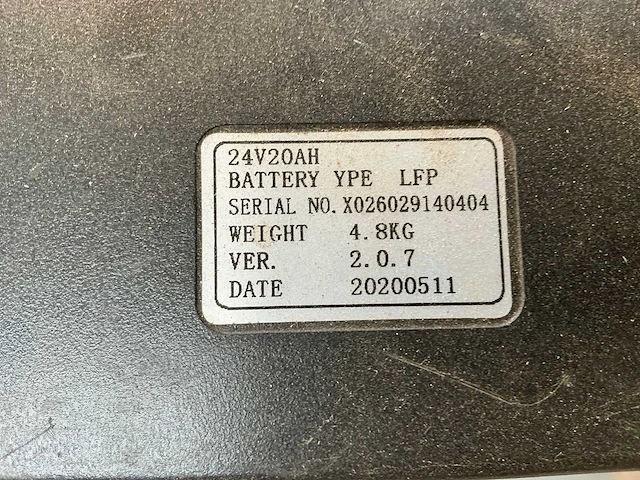 24V20AH
BATTERY YPE LFP
SERIAL NO. X026029140404
WEIGHT 4.8KG
VER. 2.0.7
DATE 20200511